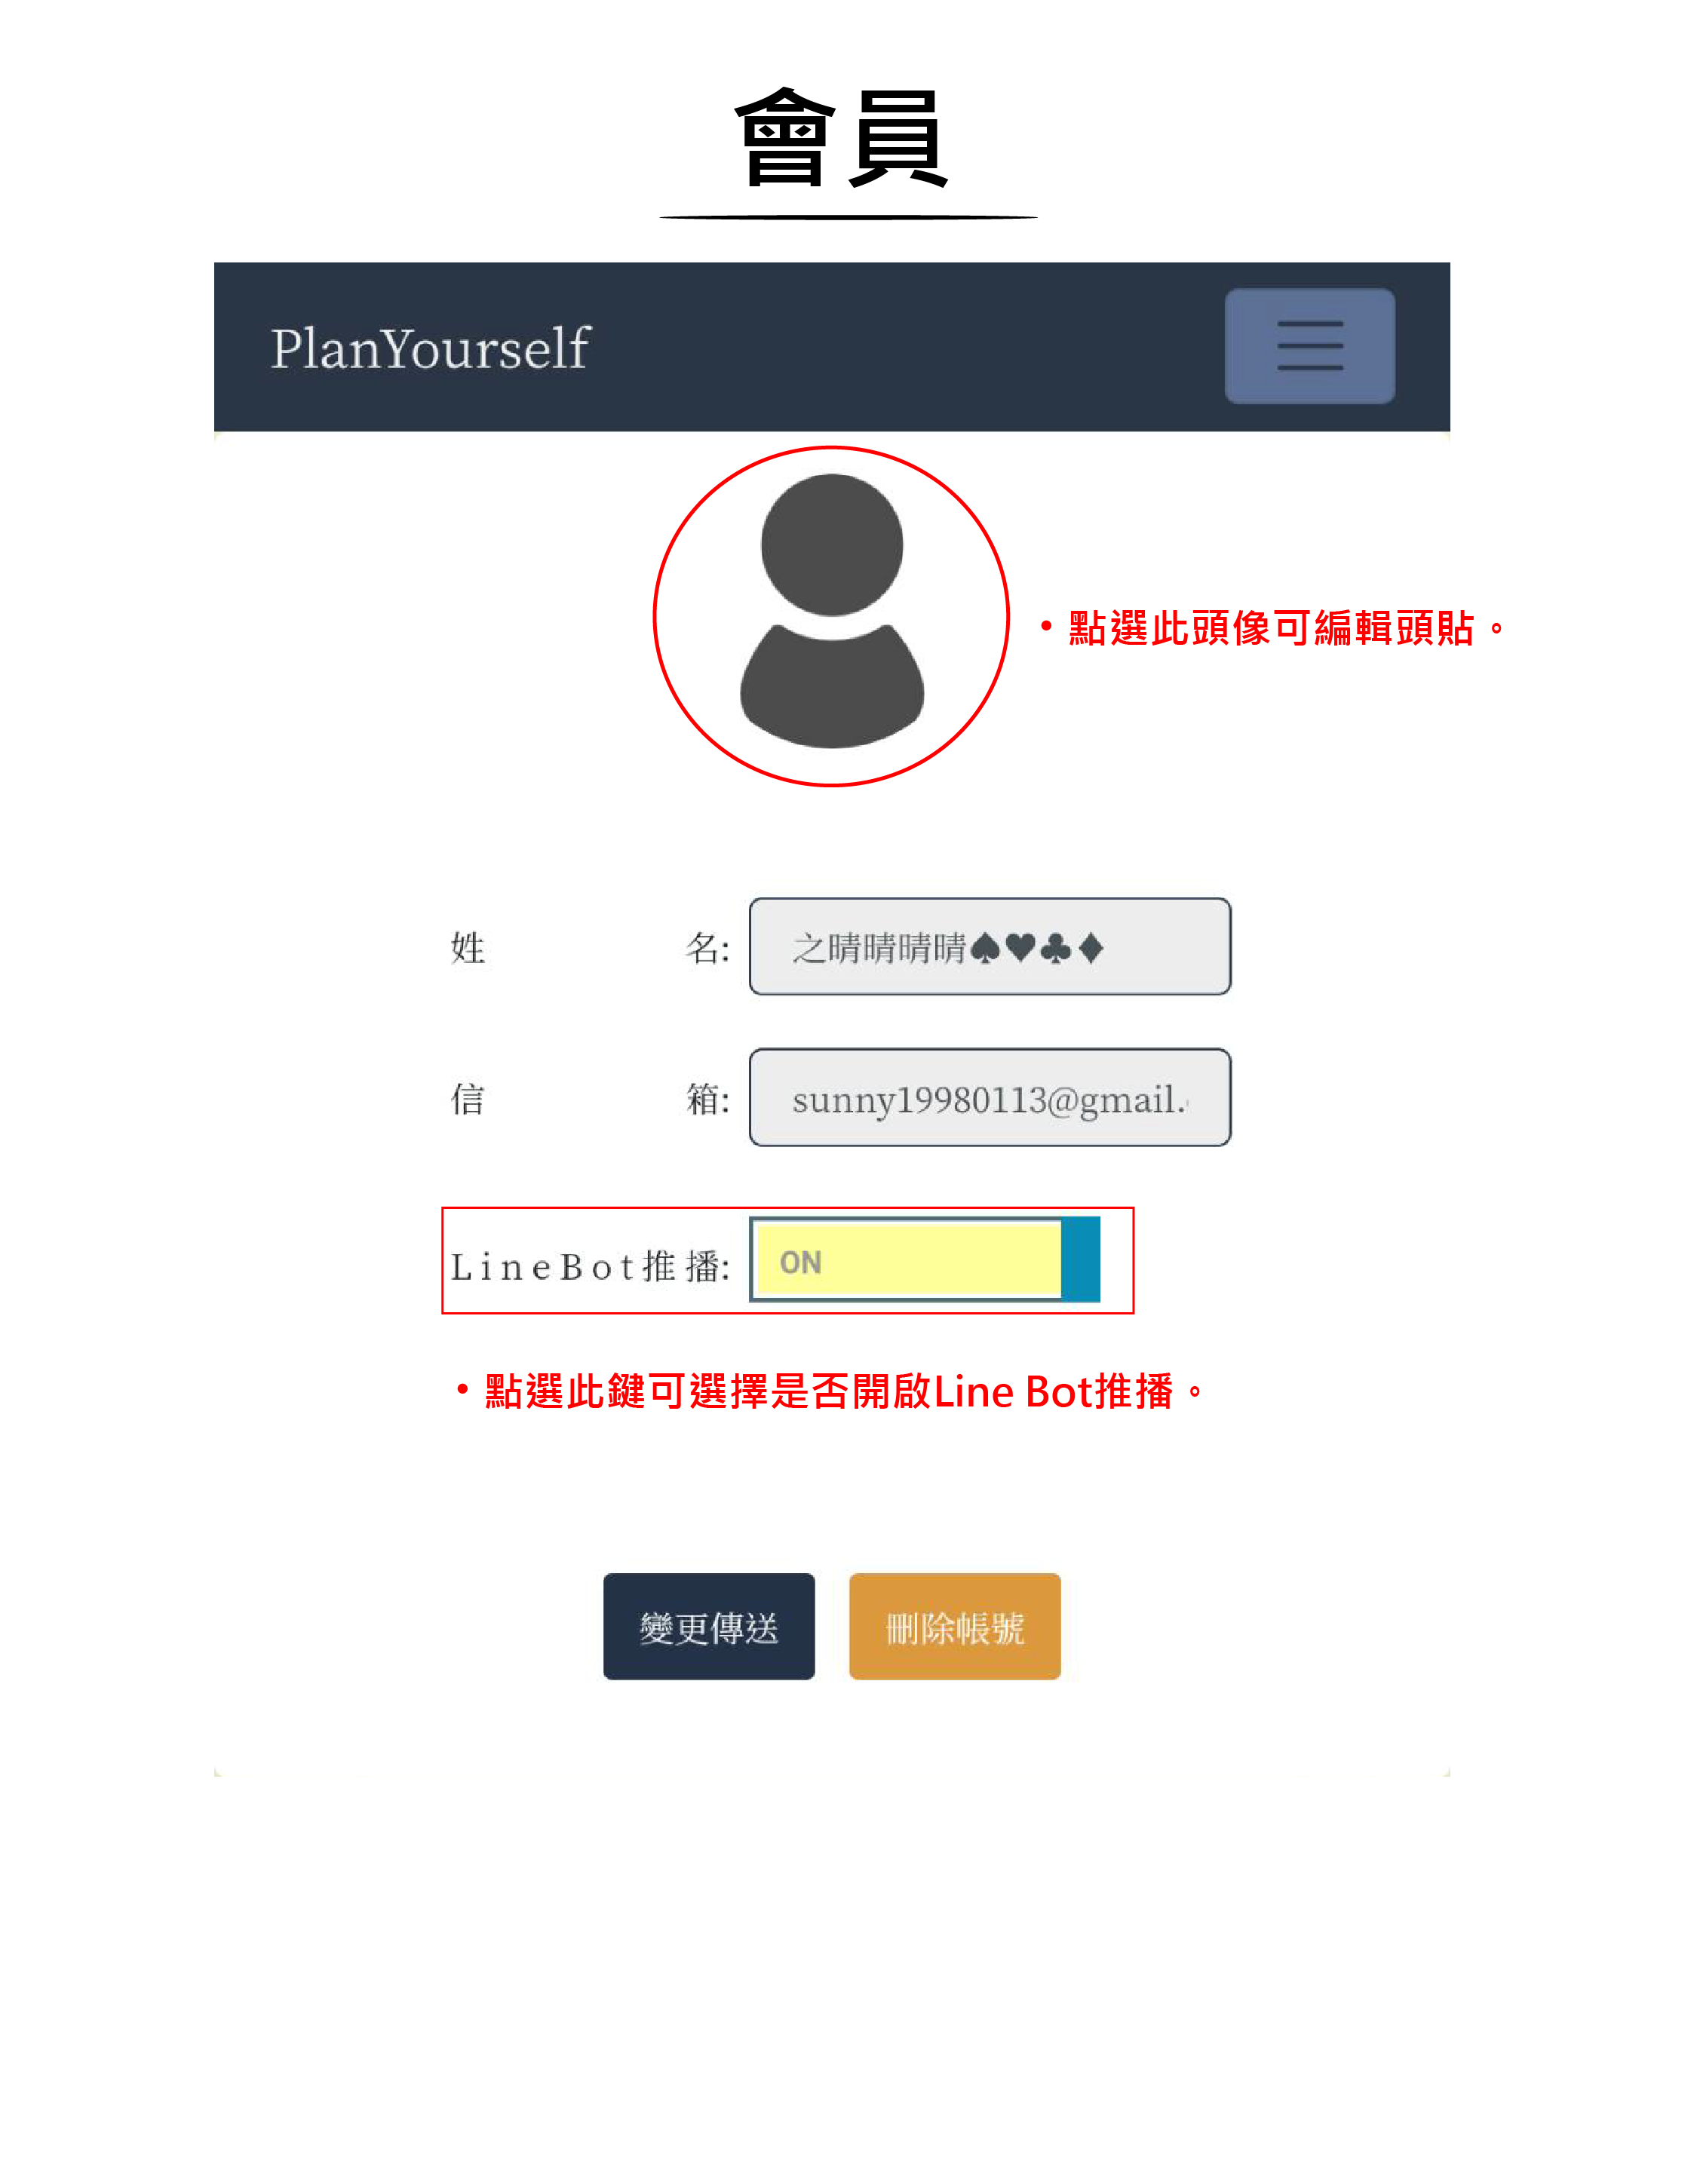 會員
PlanYourself
•點選此頭像可編輯頭貼。
姓名: 之晴晴晴晴♠♥♣♦
信箱: sunny19980113@gmail.
LineBot推播: ON
•點選此鍵可選擇是否開啟Line Bot推播。
變更傳送 刪除帳號